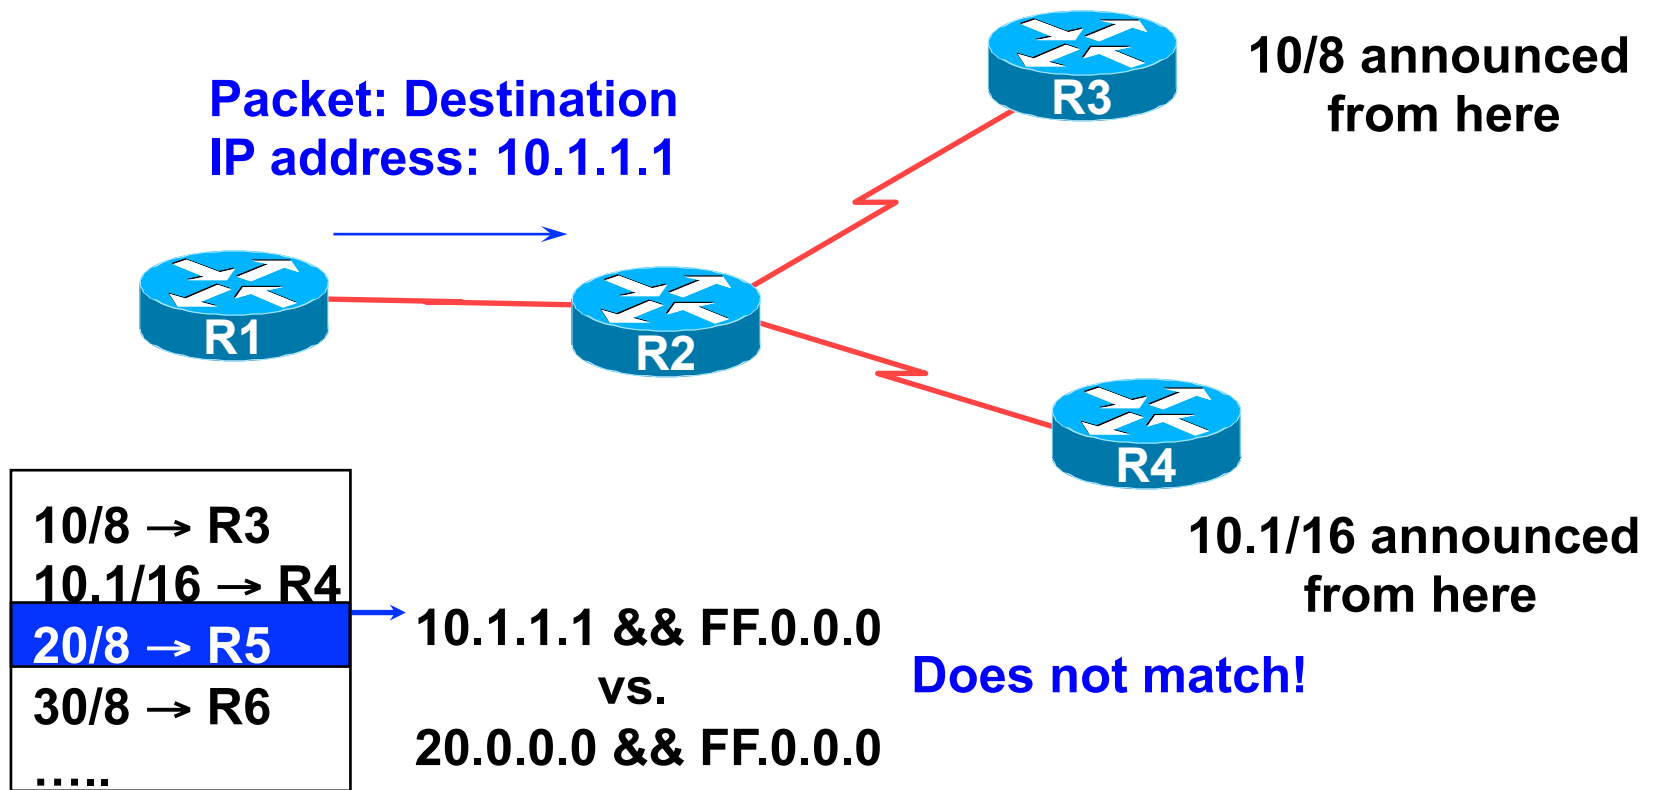 Packet: Destination
IP address: 10.1.1.1
R3
10/8 announced
from here
R1
R2
R4
10.1/16 announced
from here
10/8 → R3
10.1/16 → R4
20/8 → R5
30/8 → R6
…..
10.1.1.1 && FF.0.0.0
vs.
20.0.0.0 && FF.0.0.0
Does not match!